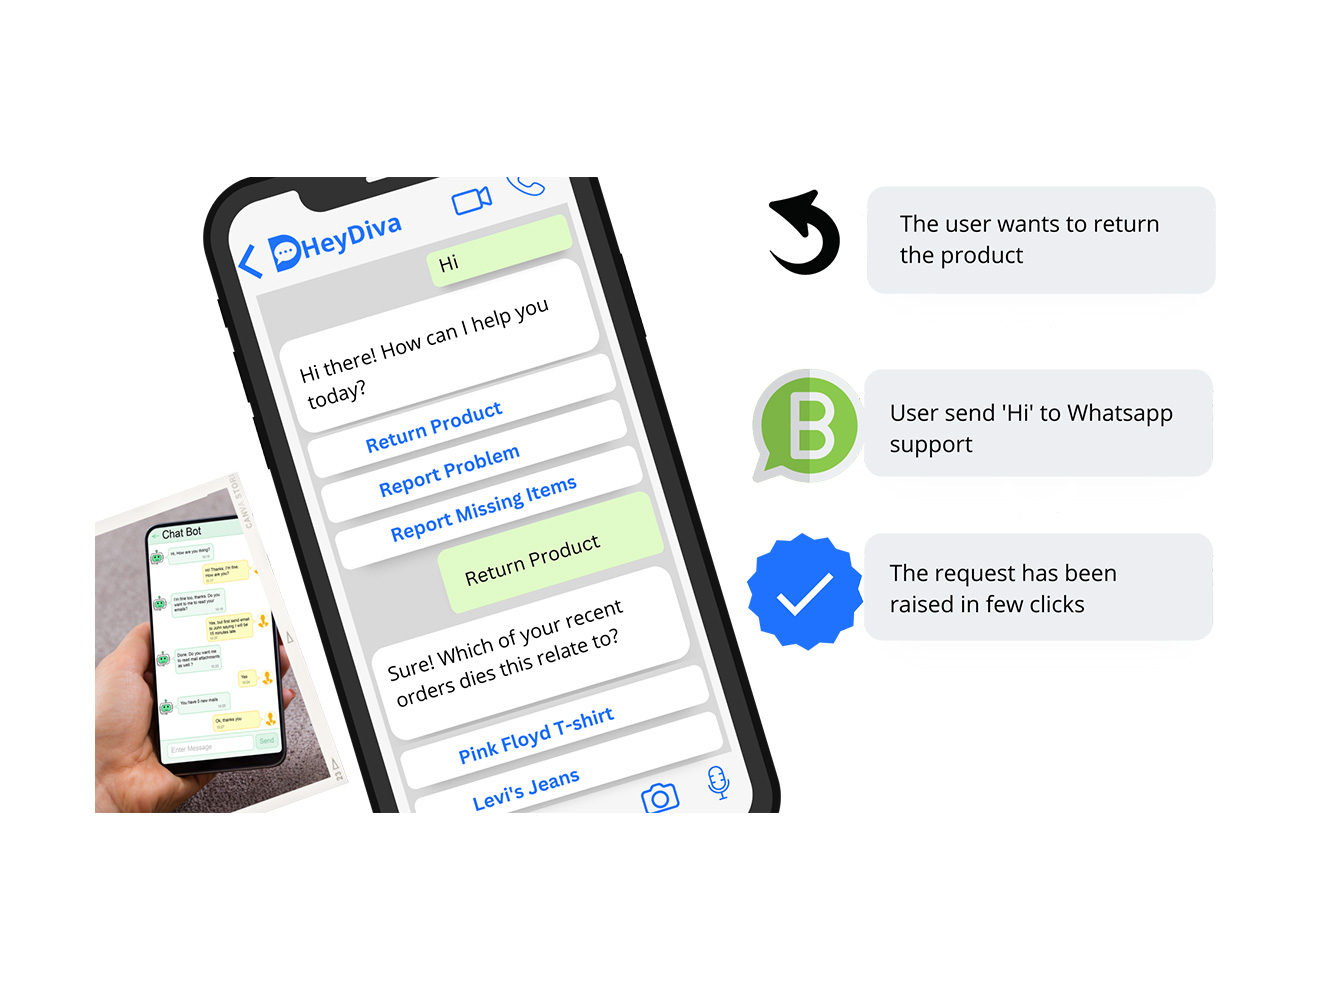 HeyDiva
Hi
Hi there! How can I help you
today?
Return Product
Report Problem
Report Missing Items
Return Product
Sure! Which of your recent
orders dies this relate to?
Pink Floyd T-shirt
Levi's Jeans
The user wants to return
the product
B
User send 'Hi' to Whatsapp
support
The request has been
raised in few clicks
CANVA STOR
Chat Bot
Hi, How are you doing?
Hi! Thanks, I'm fine.
How are you?
I'm fine too, thanks. Do you
want to me to read your
emails?
Yes, but first send email
to John saying I will be
15 minutes late
Done. Do you want me
to read mail attachments
as well?
Yes
You have 5 new mails
Ok, thanks you
Enter Message
Send
23